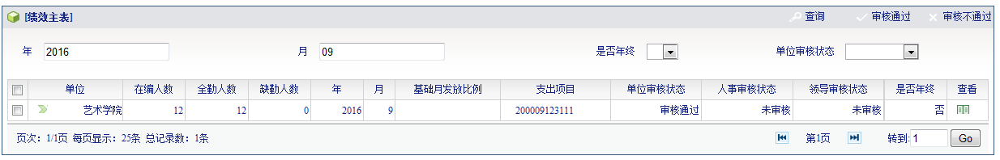 [绩效主表] 查询 审核通过 审核不通过
年 2016 月 09 是否年终 单位审核状态
单位 在编人数 全勤人数 缺勤人数 年 月 基础月发放比例 支出项目 单位审核状态 人事审核状态 领导审核状态 是否年终 查看
艺术学院 12 12 0 2016 9 200009123111 审核通过 未审核 未审核 否
页次：1/1页 每页显示：25条 总记录数：1条 第1页 转到:1 Go